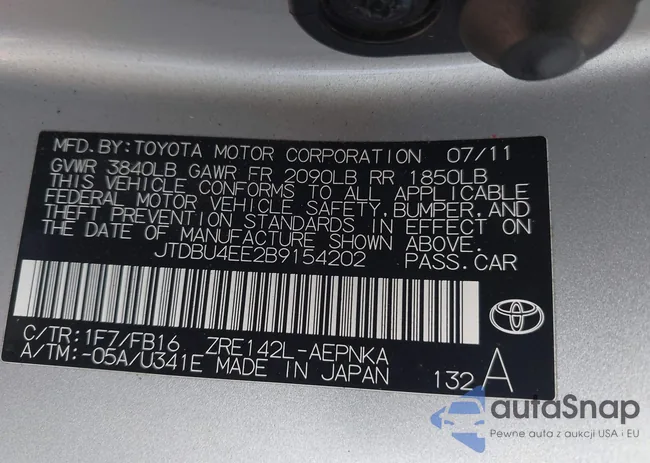 MFD.BY:TOYOTA MOTOR CORPORATION 07/11
GVWR 3840LB GAWR FR 2090LB RR 1850LB
THIS VEHICLE CONFORMS TO ALL APPLICABLE
FEDERAL MOTOR VEHICLE SAFETY,BUMPER,AND
THEFT PREVENTION STANDARDS IN EFFECT ON
THE DATE OF MANUFACTURE SHOWN ABOVE.
JTDBU4EE2B9154202 PASS.CAR
C/TR:1F7/FB16 ZRE142L-AEPNKA
A/TM:-05A/U341E MADE IN JAPAN 132 A
autaSnap
Pewne auta z aukcji USA i EU